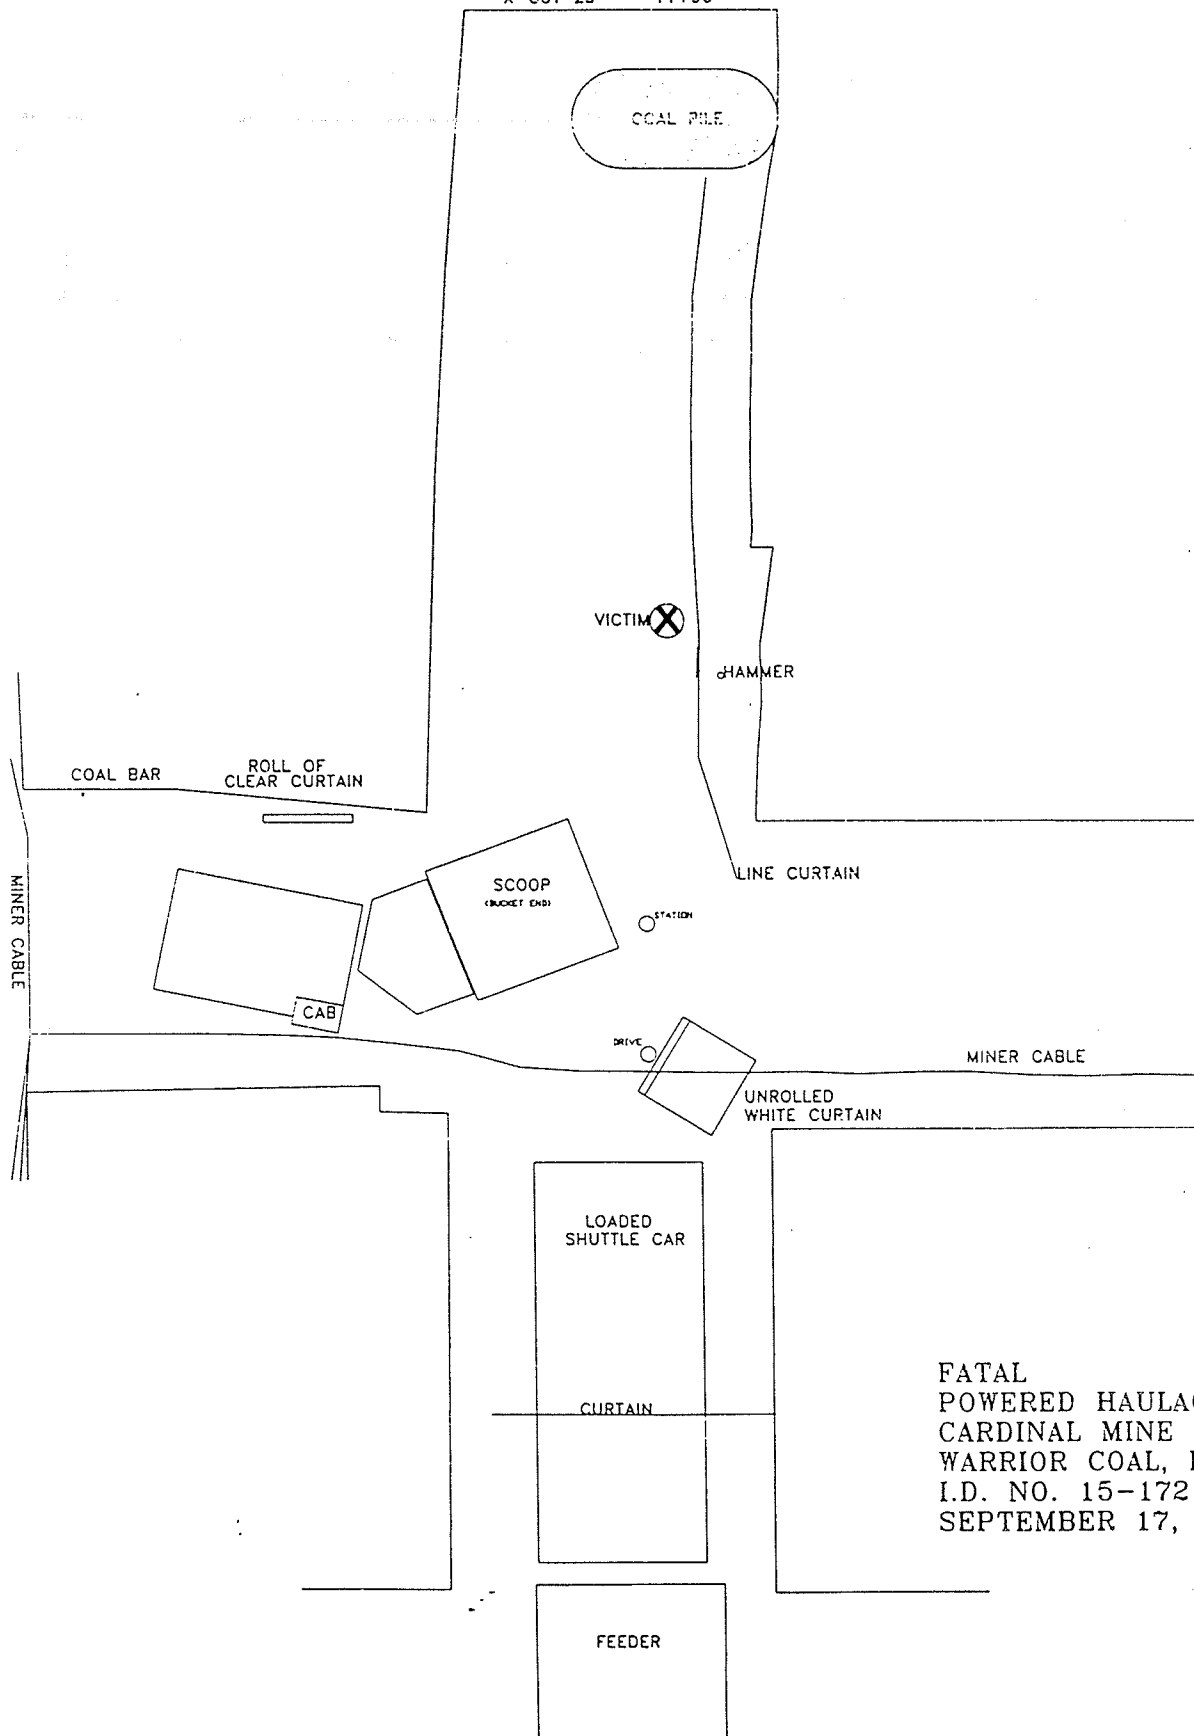 COAL PILE
VICTIM
HAMMER
COAL BAR
ROLL OF
CLEAR CURTAIN
MINER CABLE
SCOOP
(BUCKET END)
LINE CURTAIN
STATION
CAB
DRIVE
MINER CABLE
UNROLLED
WHITE CURTAIN
LOADED
SHUTTLE CAR
CURTAIN
FATAL
POWERED
CARDINAL MINE
WARRIOR COAL,
I.D. NO. 15-172
SEPTEMBER 17,
FEEDER